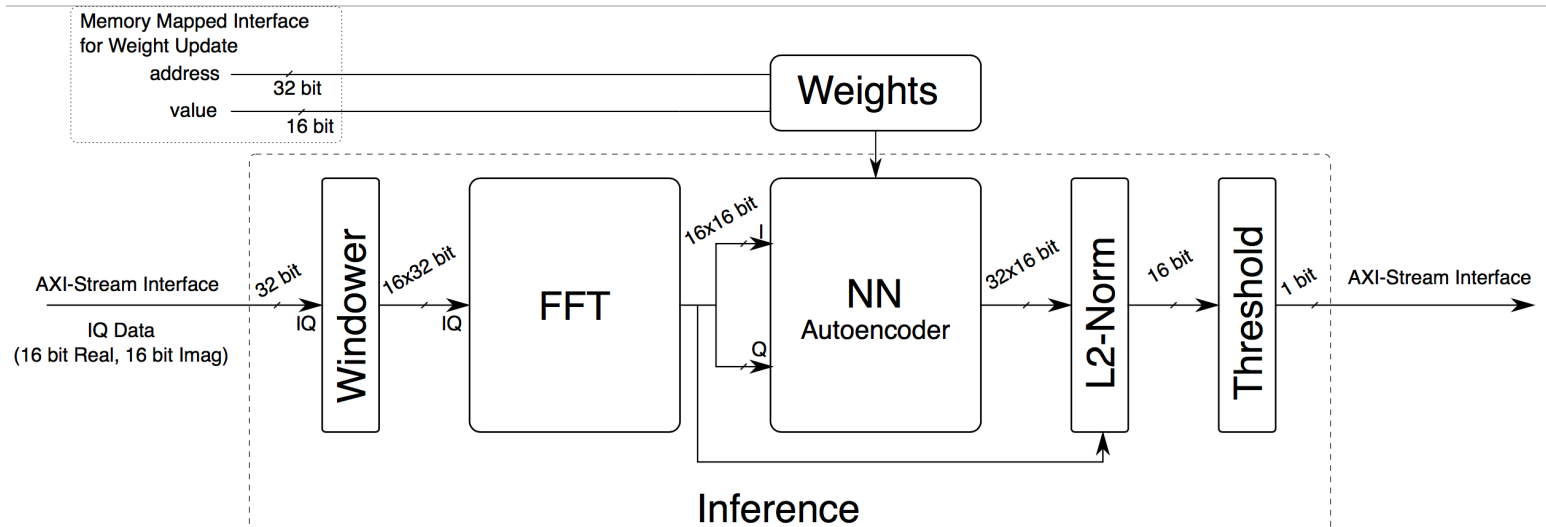 Memory Mapped Interface
for Weight Update
address
32 bit
value
16 bit
Weights
AXI-Stream Interface
IQ Data
(16 bit Real, 16 bit Imag)
32 bit
IQ
Windower
16x32 bit
IQ
FFT
16x16 bit
I
Q
NN
Autoencoder
32x16 bit
L2-Norm
16 bit
Threshold
1 bit
AXI-Stream Interface
Inference